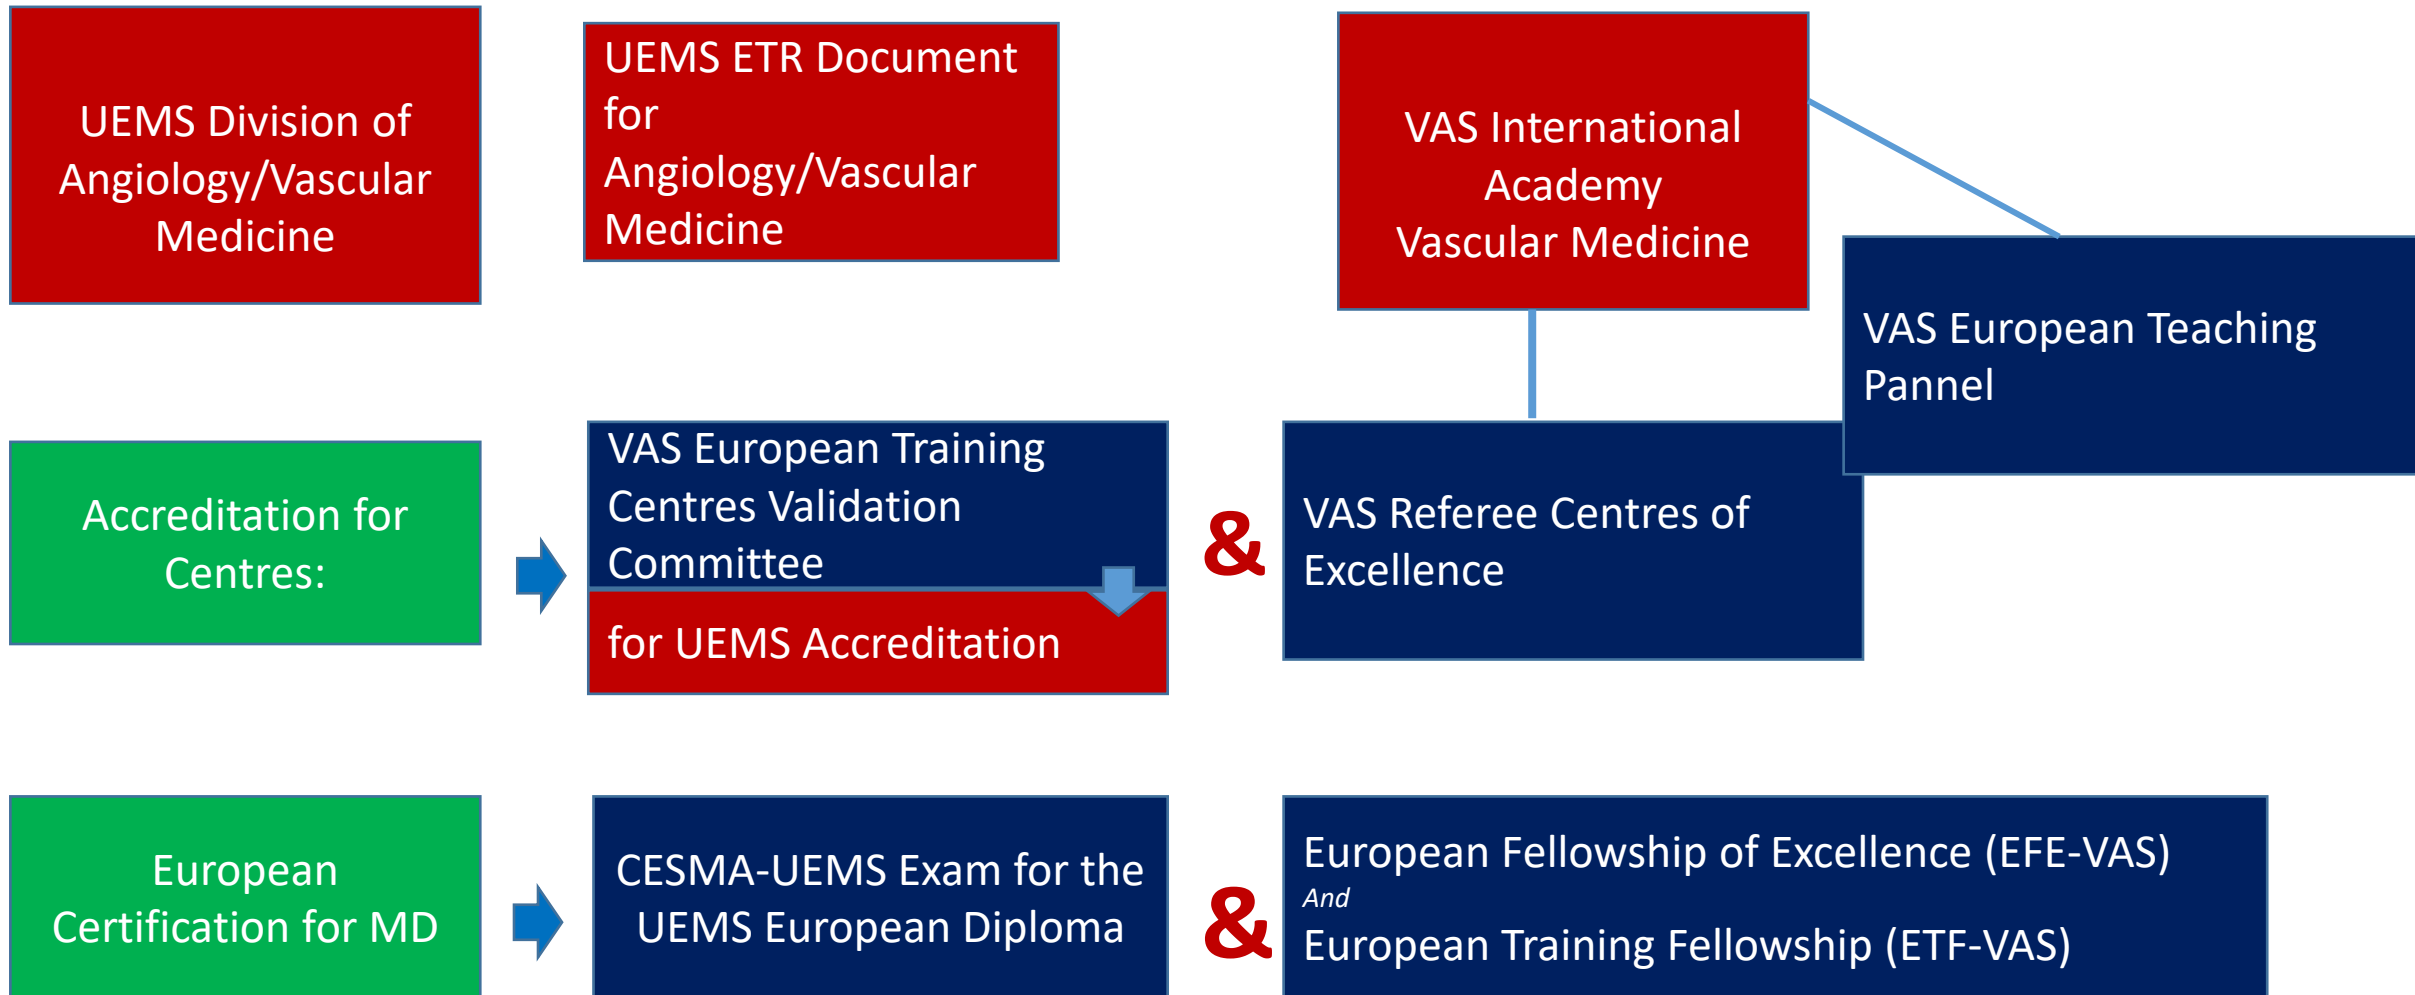 UEMS Division of
Angiology/Vascular
Medicine
UEMS ETR Document
for
Angiology/Vascular
Medicine
VAS International
Academy
Vascular Medicine
VAS European Teaching
Pannel
Accreditation for
Centres:
VAS European Training
Centres Validation
Committee
for UEMS Accreditation
&
VAS Referee Centres of
Excellence
European
Certification for MD
CESMA-UEMS Exam for the
UEMS European Diploma
&
European Fellowship of Excellence (EFE-VAS)
And
European Training Fellowship (ETF-VAS)